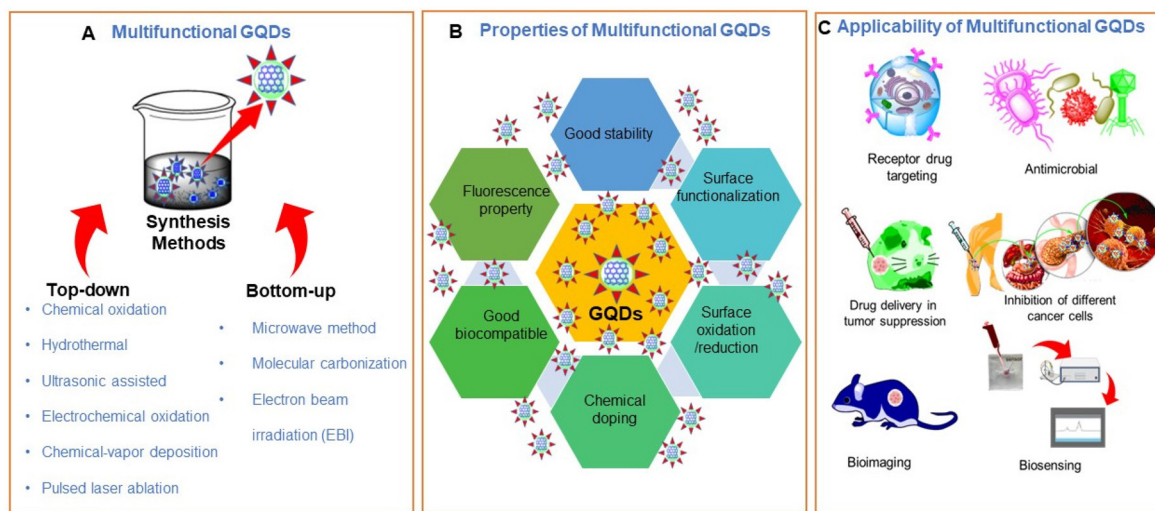 A Multifunctional GQDs
Synthesis
Methods
Top-down
• Chemical oxidation
• Hydrothermal
• Ultrasonic assisted
• Electrochemical oxidation
• Chemical-vapor deposition
• Pulsed laser ablation
Bottom-up
• Microwave method
• Molecular carbonization
• Electron beam
irradiation (EBI)
B Properties of Multifunctional GQDs
Good stability
Fluorescence
property
Surface
functionalization
GQDs
Good
biocompatible
Surface
oxidation
/reduction
Chemical
doping
C Applicability of Multifunctional GQDs
Receptor drug
targeting
Antimicrobial
Drug delivery in
tumor suppression
Inhibition of different
cancer cells
Bioimaging
Biosensing